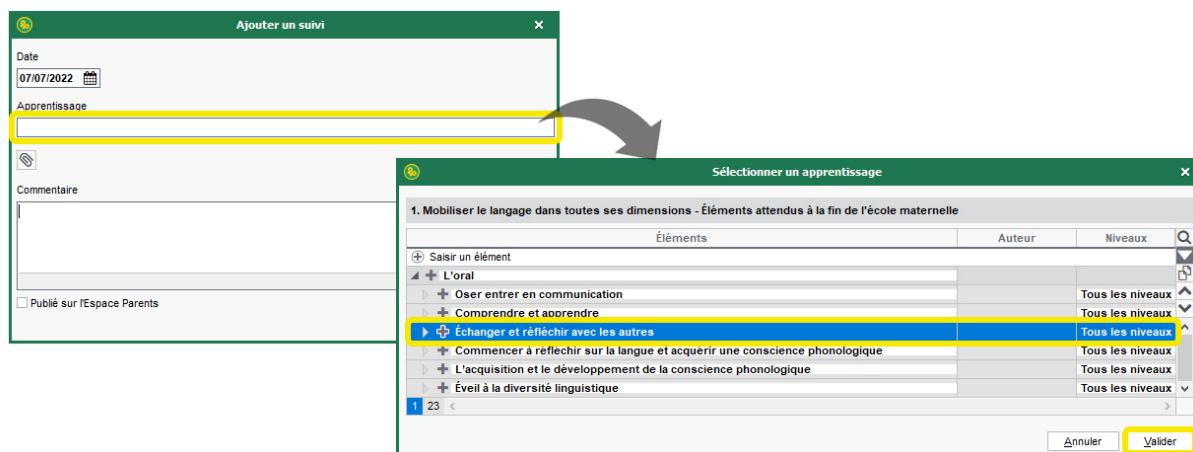 Ajouter un suivi
Date
07/07/2022
Apprentissage
Commentaire
Publié sur l'Espace Parents
Sélectionner un apprentissage
1. Mobiliser le langage dans toutes ses dimensions - Éléments attendus à la fin de l'école maternelle
Éléments Auteur Niveaux
Saisir un élément
L'oral
Oser entrer en communication Tous les niveaux
Comprendre et apprendre Tous les niveaux
Échanger et réfléchir avec les autres Tous les niveaux
Commencer à réfléchir sur la langue et acquérir une conscience phonologique Tous les niveaux
L'acquisition et le développement de la conscience phonologique Tous les niveaux
Éveil à la diversité linguistique Tous les niveaux
1 23
Annuler Valider